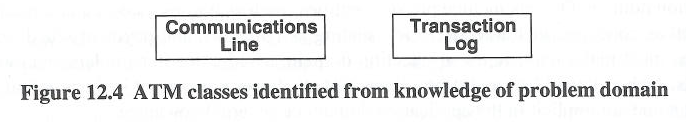 Communications
Line
Transaction
Log
Figure 12.4 ATM classes identified from knowledge of problem domain